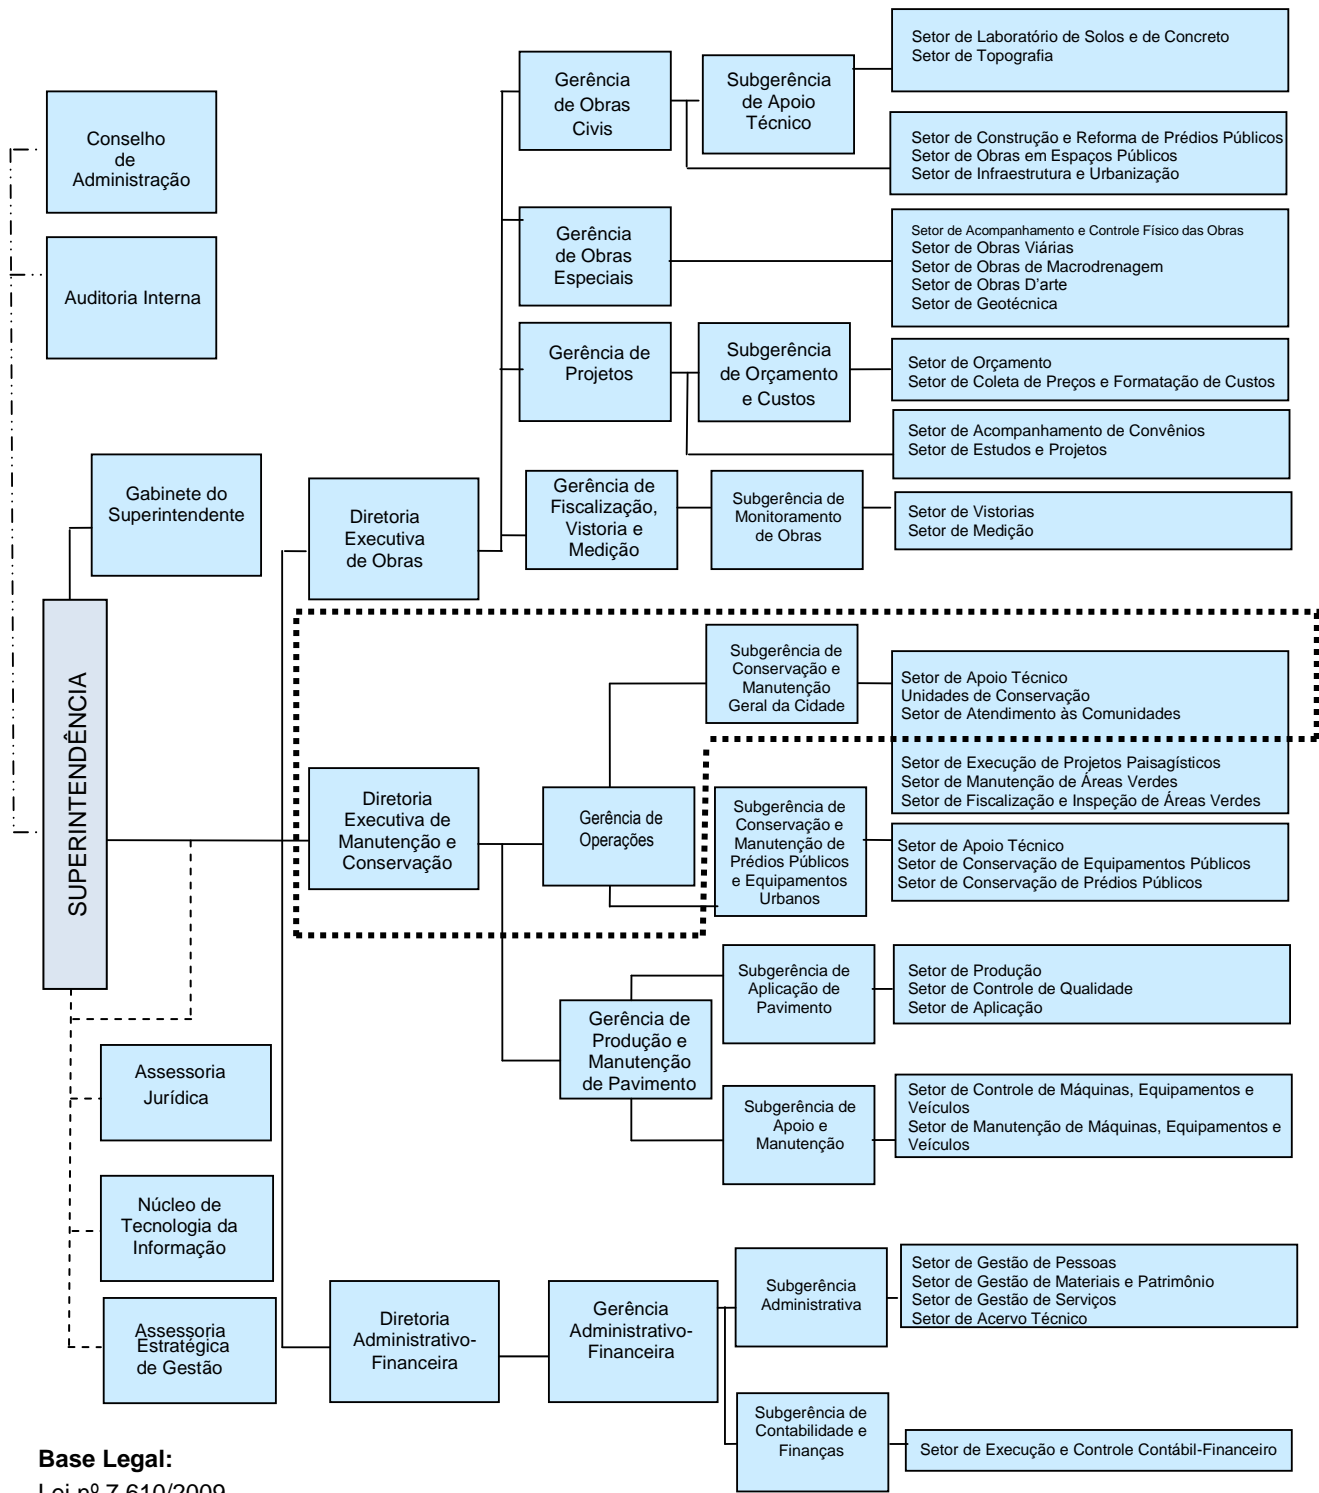 Conselho
de
Administração
Auditoria Interna
Gabinete do
Superintendente
SUPERINTENDÊNCIA
Assessoria
Jurídica
Núcleo de
Tecnologia da
Informação
Assessoria
Estratégica
de Gestão
Diretoria
Executiva
de Obras
Gerência
de Obras
Civis
Subgerência
de Apoio
Técnico
Setor de Laboratório de Solos e de Concreto
Setor de Topografia
Setor de Construção e Reforma de Prédios Públicos
Setor de Obras em Espaços Públicos
Setor de Infraestrutura e Urbanização
Gerência
de Obras
Especiais
Setor de Acompanhamento e Controle Físico das Obras
Setor de Obras Viárias
Setor de Obras de Macrodrenagem
Setor de Obras D'arte
Setor de Geotécnica
Gerência de
Projetos
Subgerência
de Orçamento
e Custos
Setor de Orçamento
Setor de Coleta de Preços e Formatação de Custos
Setor de Acompanhamento de Convênios
Setor de Estudos e Projetos
Gerência de
Fiscalização,
Vistoria e
Medição
Subgerência de
Monitoramento
de Obras
Setor de Vistorias
Setor de Medição
Diretoria
Executiva de
Manutenção e
Conservação
Gerência de
Operações
Subgerência de
Conservação e
Manutenção
Geral da Cidade
Setor de Apoio Técnico
Unidades de Conservação
Setor de Atendimento às Comunidades
Setor de Execução de Projetos Paisagísticos
Setor de Manutenção de Áreas Verdes
Setor de Fiscalização e Inspeção de Áreas Verdes
Subgerência de
Conservação e
Manutenção de
Prédios Públicos
e Equipamentos
Urbanos
Setor de Apoio Técnico
Setor de Conservação de Equipamentos Públicos
Setor de Conservação de Prédios Públicos
Gerência de
Produção e
Manutenção
de Pavimento
Subgerência de
Aplicação de
Pavimento
Setor de Produção
Setor de Controle de Qualidade
Setor de Aplicação
Subgerência de
Apoio e
Manutenção
Setor de Controle de Máquinas, Equipamentos e
Veículos
Setor de Manutenção de Máquinas, Equipamentos e
Veículos
Diretoria
Administrativo-
Financeira
Gerência
Administrativo-
Financeira
Subgerência
Administrativa
Setor de Gestão de Pessoas
Setor de Gestão de Materiais e Patrimônio
Setor de Gestão de Serviços
Setor de Acervo Técnico
Subgerência de
Contabilidade e
Finanças
Setor de Execução e Controle Contábil-Financeiro
Base Legal:
Lei nº 7.610/2009